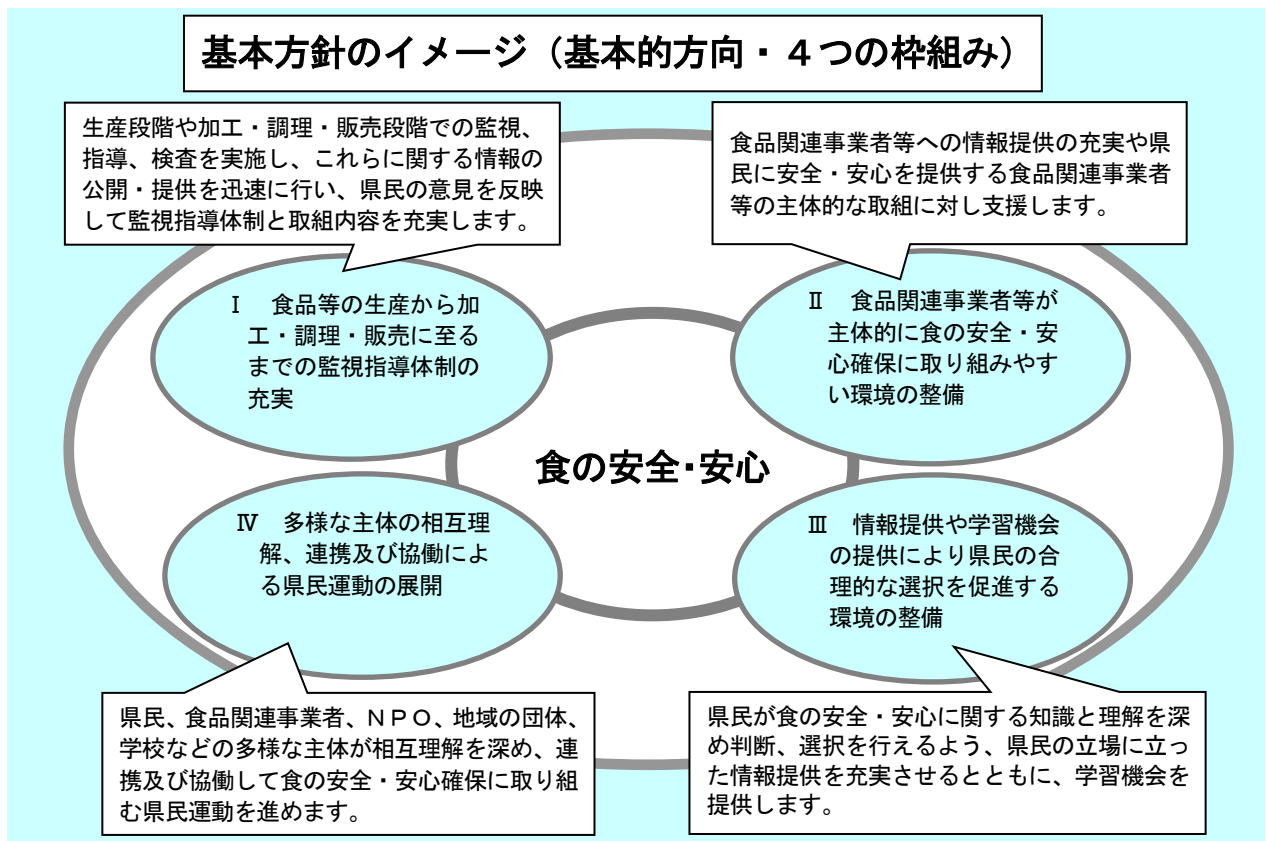 基本方針のイメージ（基本的方向・４つの枠組み）
生産段階や加工・調理・販売段階での監視、
指導、検査を実施し、これらに関する情報の
公開・提供を迅速に行い、県民の意見を反映
して監視指導体制と取組内容を充実します。
食品関連事業者等への情報提供の充実や県
民に安全・安心を提供する食品関連事業者
等の主体的な取組に対し支援します。
Ⅰ　食品等の生産から加
工・調理・販売に至る
までの監視指導体制の
充実
Ⅱ　食品関連事業者等が
主体的に食の安全・安
心確保に取り組みやす
い環境の整備
食の安全・安心
Ⅳ　多様な主体の相互理
解、連携及び協働によ
る県民運動の展開
Ⅲ　情報提供や学習機会
の提供により県民の合
理的な選択を促進する
環境の整備
県民、食品関連事業者、ＮＰＯ、地域の団体、
学校などの多様な主体が相互理解を深め、連
携及び協働して食の安全・安心確保に取り組
む県民運動を進めます。
県民が食の安全・安心に関する知識と理解を深
め判断、選択を行えるよう、県民の立場に立っ
た情報提供を充実させるとともに、学習機会を
提供します。